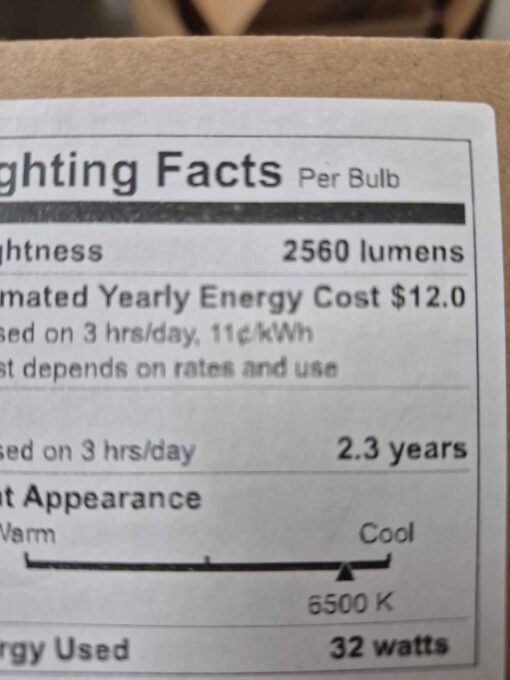 ghting Facts Per Bulb
ghtness 2560 lumens
mated Yearly Energy Cost $12.0
sed on 3 hrs/day, 11¢/kWh
st depends on rates and use
sed on 3 hrs/day 2.3 years
t Appearance
Warm Cool
6500 K
rgy Used 32 watts